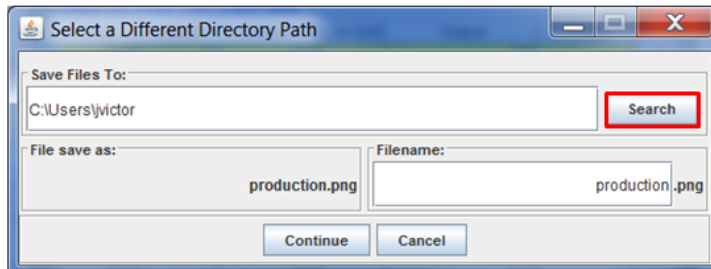 Select a Different Directory Path
Save Files To:
C:\Users\jvictor
Search
File save as:
Filename:
production.png
production .png
Continue
Cancel